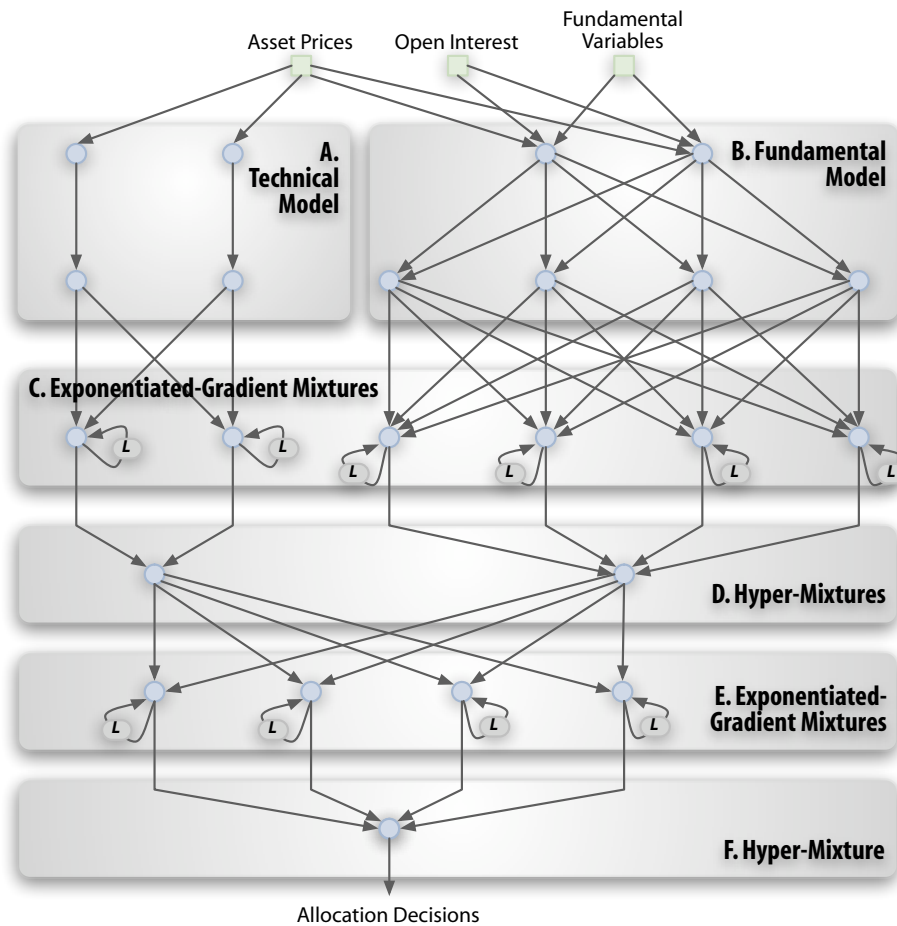 Fundamental
Variables
Asset Prices
Open Interest
A.
Technical
Model
B. Fundamental
Model
C. Exponentiated-Gradient Mixtures
L
L
L
L
L
L
D. Hyper-Mixtures
E. Exponentiated-
Gradient Mixtures
L
L
L
L
F. Hyper-Mixture
Allocation Decisions